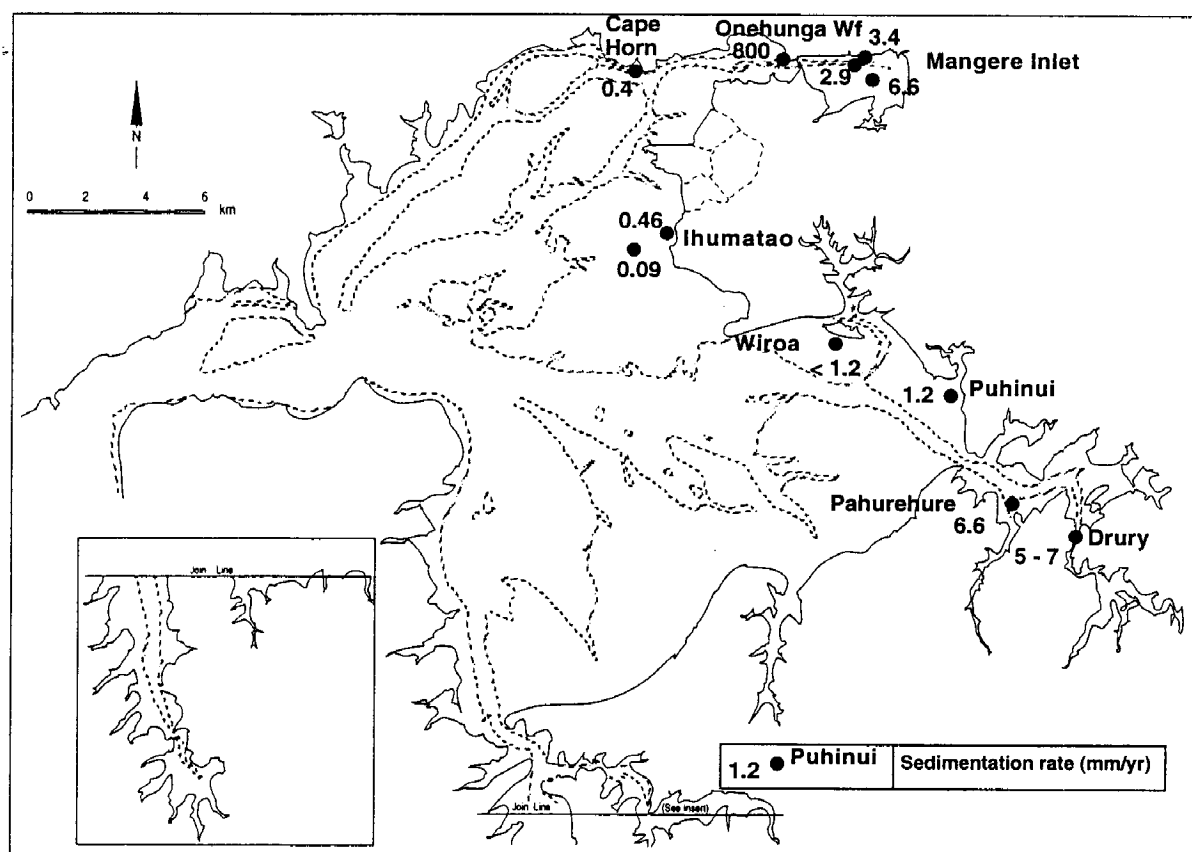 Cape
Horn
0.4
Onehunga Wf
800
3.4
2.9
6.6
Mangere Inlet
N
0 2 4 6
km
0.46
Ihumatao
0.09
Wiroa
< 1.2
1.2
Puhinui
Pahurehure
6.6
5 - 7
Drury
Join Line
Join Line
(See insert)
1.2 Puhinui
Sedimentation rate (mm/yr)